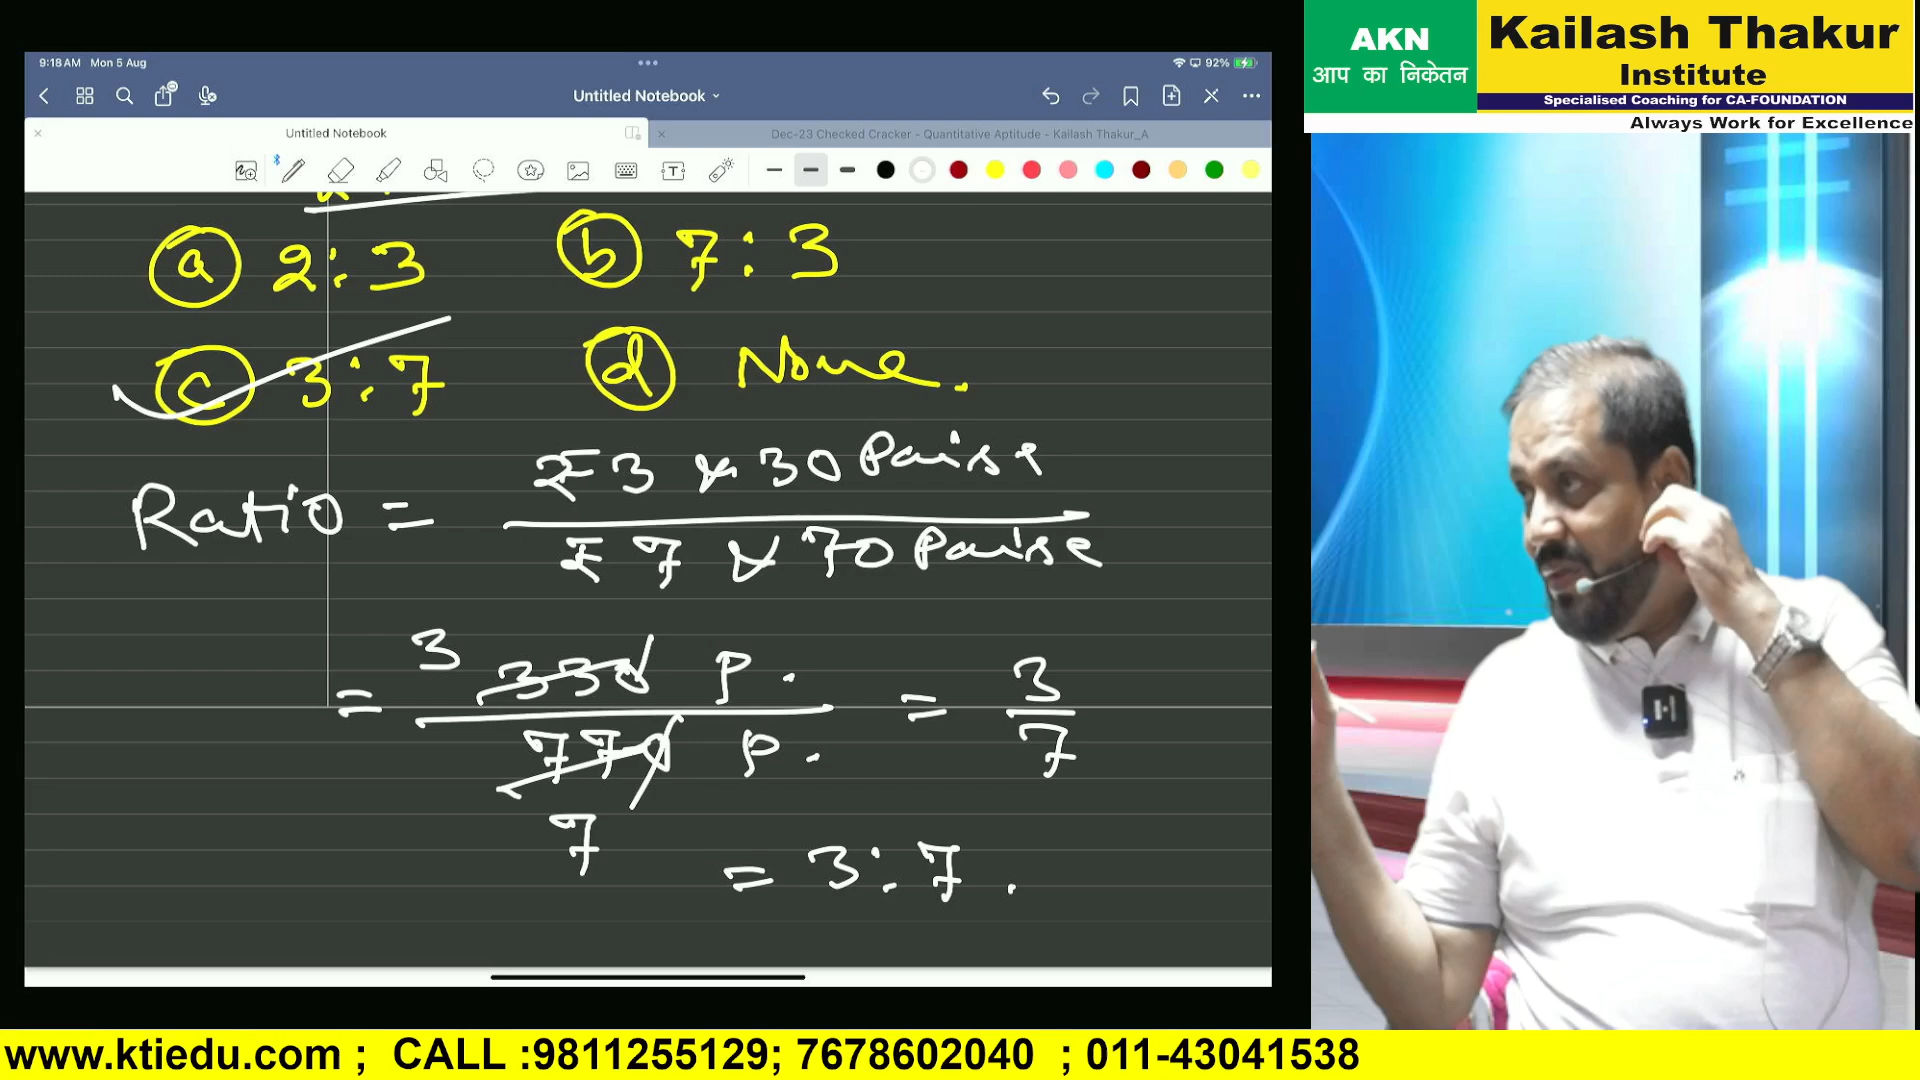 AKN
आप का निकेतन
Kailash Thakur
Institute
Specialised Coaching for CA-FOUNDATION
Always Work for Excellence
9:18 AM Mon 5 Aug
92%
Untitled Notebook
Untitled Notebook
Dec-23 Checked Cracker - Quantitative Aptitude - Kailash Thakur_A
(a) 2:3 (b) 7:3
(c) 3:7 (d) None.
Ratio = ₹3 & 30 Paise / ₹7 & 70 Paise
= 3 330 P. / 770 P. 7 = 3/7
= 3:7.
www.ktiedu.com ; CALL :9811255129; 7678602040 ; 011-43041538